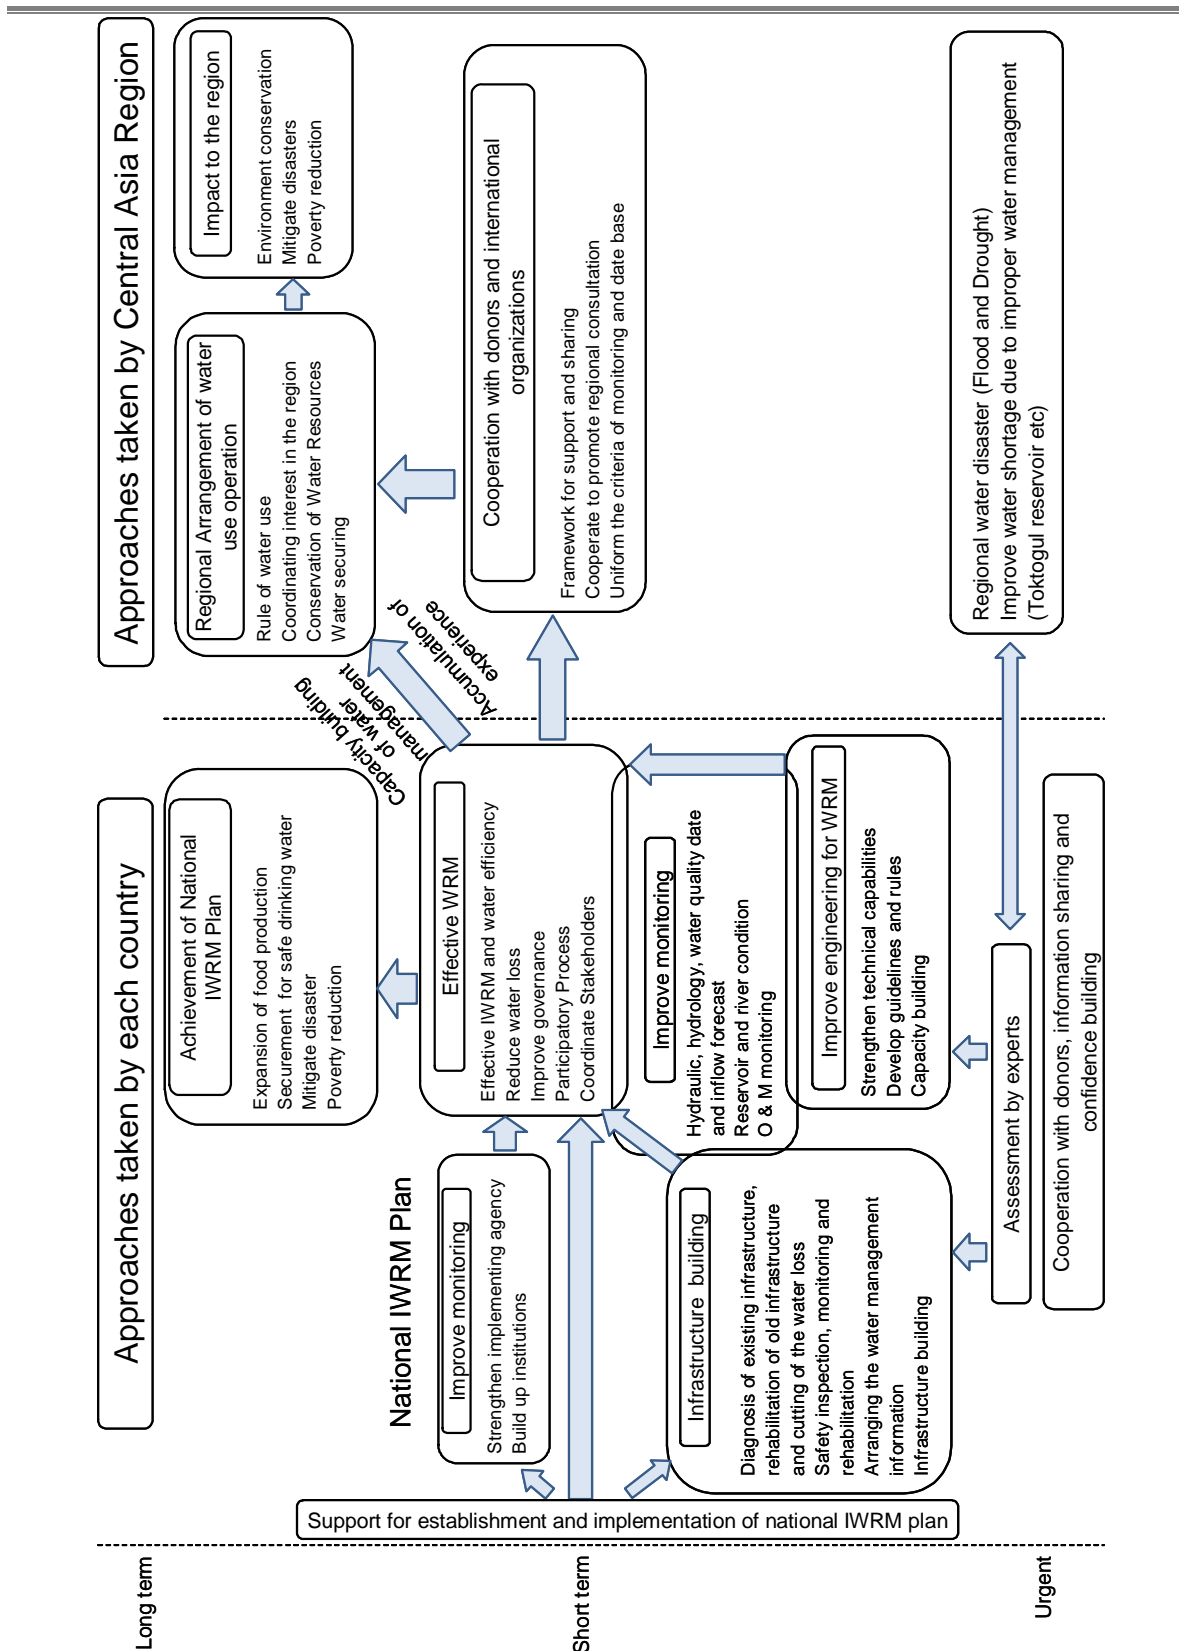 Approaches taken by each country
Approaches taken by Central Asia Region
Long term
Short term
Urgent
Achievement of National
IWRM Plan
Expansion of food production
Securement for safe drinking water
Mitigate disaster
Poverty reduction
Regional Arrangement of water
use operation
Rule of water use
Coordinating interest in the region
Conservation of Water Resources
Water securing
Impact to the region
Environment conservation
Mitigate disasters
Poverty reduction
Capacity building
of water
management
Accumulation of
experience
National IWRM Plan
Improve monitoring
Strengthen implementing agency
Build up institutions
Effective WRM
Effective IWRM and water efficiency
Reduce water loss
Improve governance
Participatory Process
Coordinate Stakeholders
Cooperation with donors and international
organizations
Framework for support and sharing
Cooperate to promote regional consultation
Uniform the criteria of monitoring and date base
Support for establishment and implementation of national IWRM plan
Infrastructure building
Diagnosis of existing infrastructure,
rehabilitation of old infrastructure
and cutting of the water loss
Safety inspection, monitoring and
rehabilitation
Arranging the water management
information
Infrastructure building
Improve monitoring
Hydraulic, hydrology, water quality date
and inflow forecast
Reservoir and river condition
O & M monitoring
Improve engineering for WRM
Strengthen technical capabilities
Develop guidelines and rules
Capacity building
Assessment by experts
Cooperation with donors, information sharing and
confidence building
Regional water disaster (Flood and Drought)
Improve water shortage due to improper water management
(Toktogul reservoir etc)